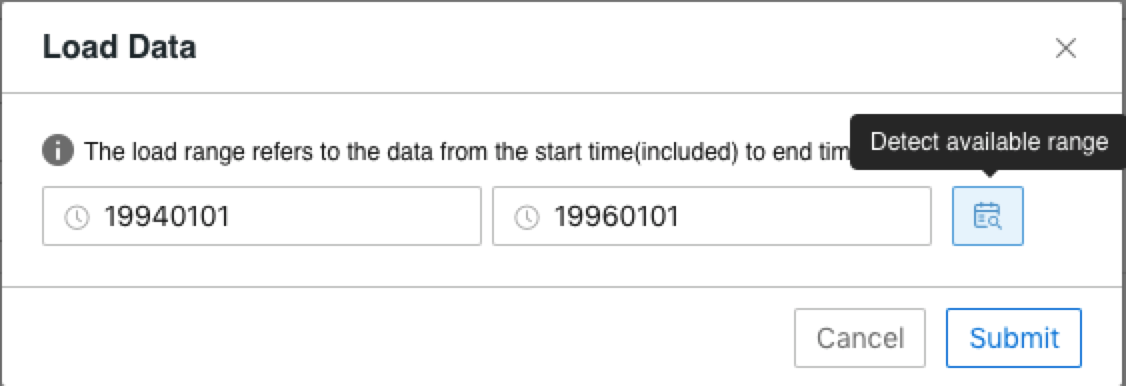 Load Data
Detect available range
The load range refers to the data from the start time(included) to end tim
19940101
19960101
Cancel
Submit